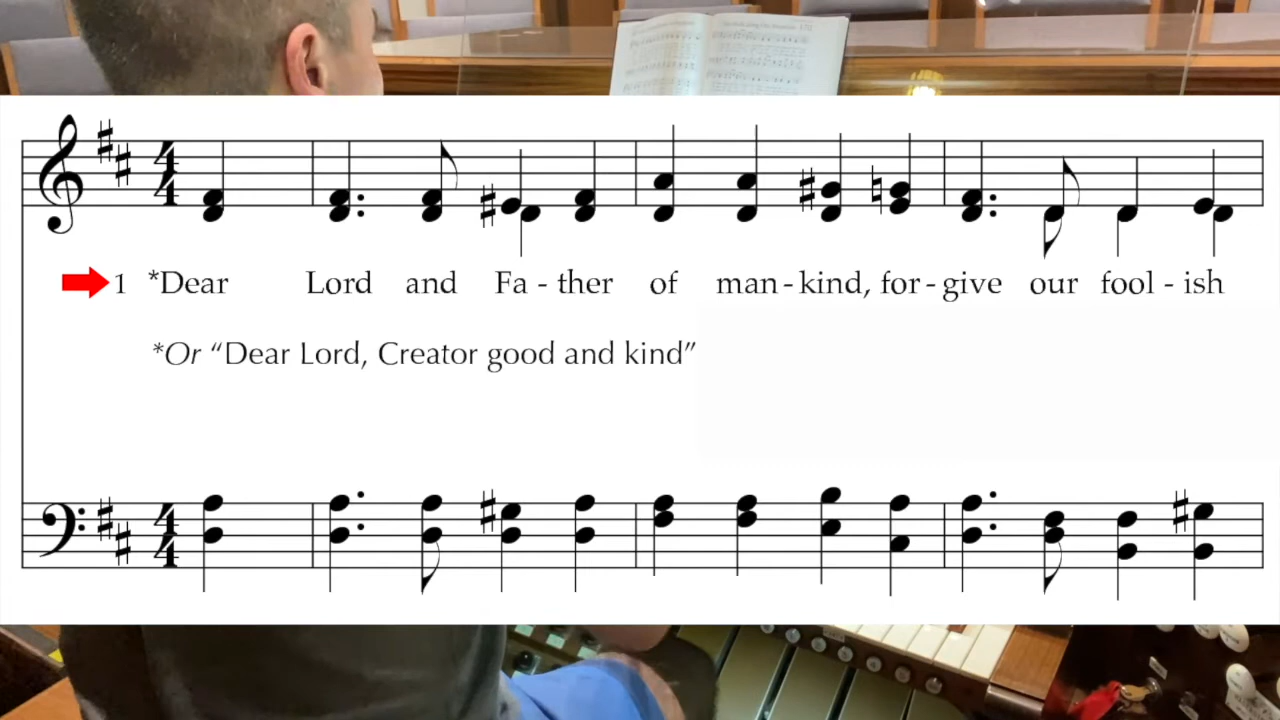 1 *Dear Lord and Fa - ther of man - kind, for - give our fool - ish
*Or “Dear Lord, Creator good and kind”